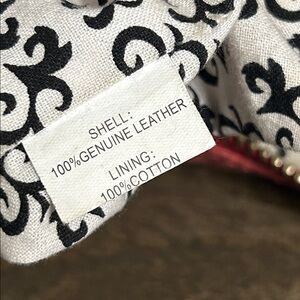 SHELL:
100%GENUINE LEATHER
LINING:
100%COTTON